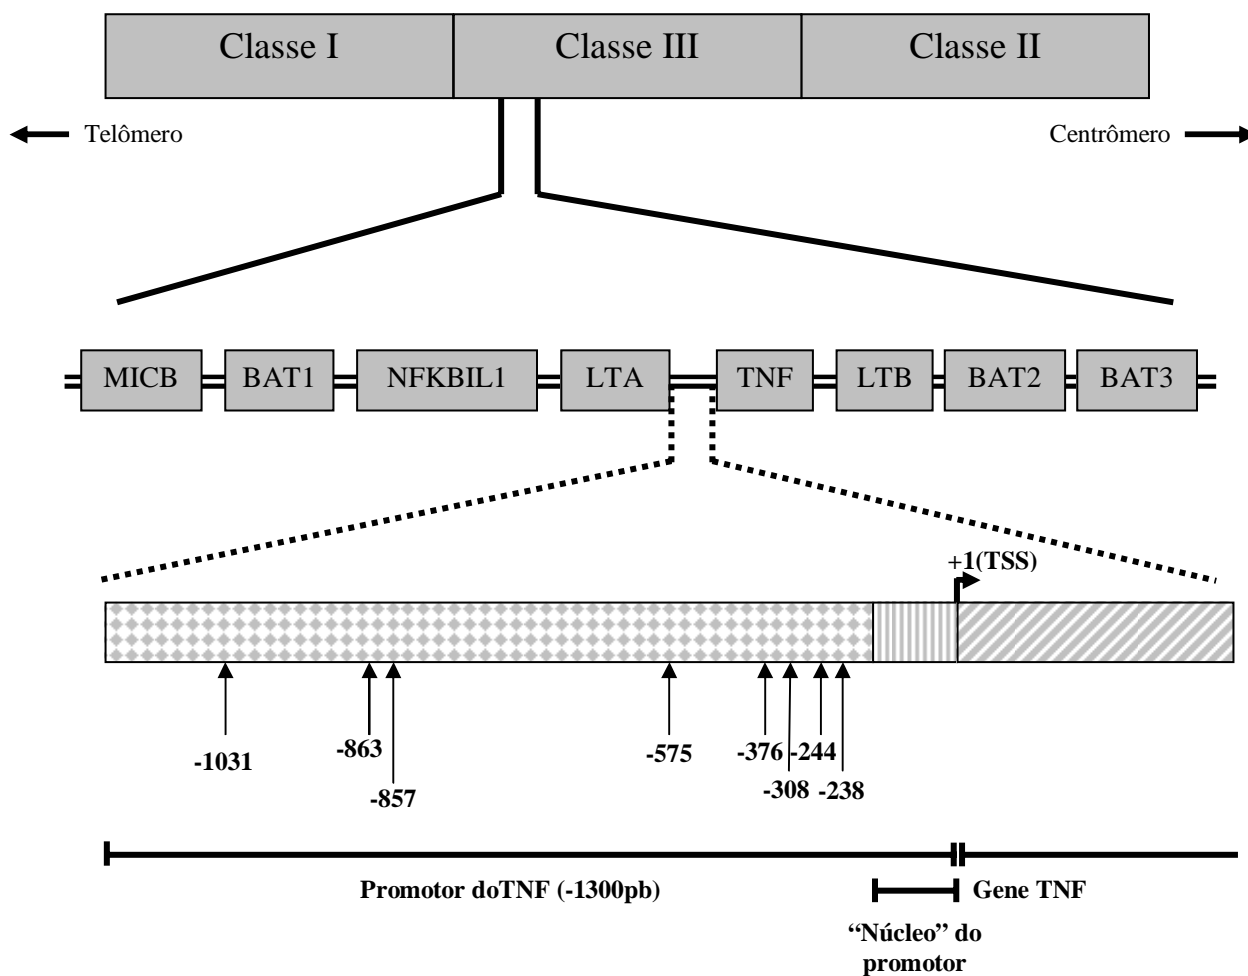 Classe I
Classe III
Classe II
Telômero
Centrômero
MICB
BAT1
NFKBIL1
LTA
TNF
LTB
BAT2
BAT3
+1(TSS)
-1031
-863
-857
-575
-376
-308
-244
-238
Promotor doTNF (-1300pb)
Gene TNF
“Núcleo” do
promotor